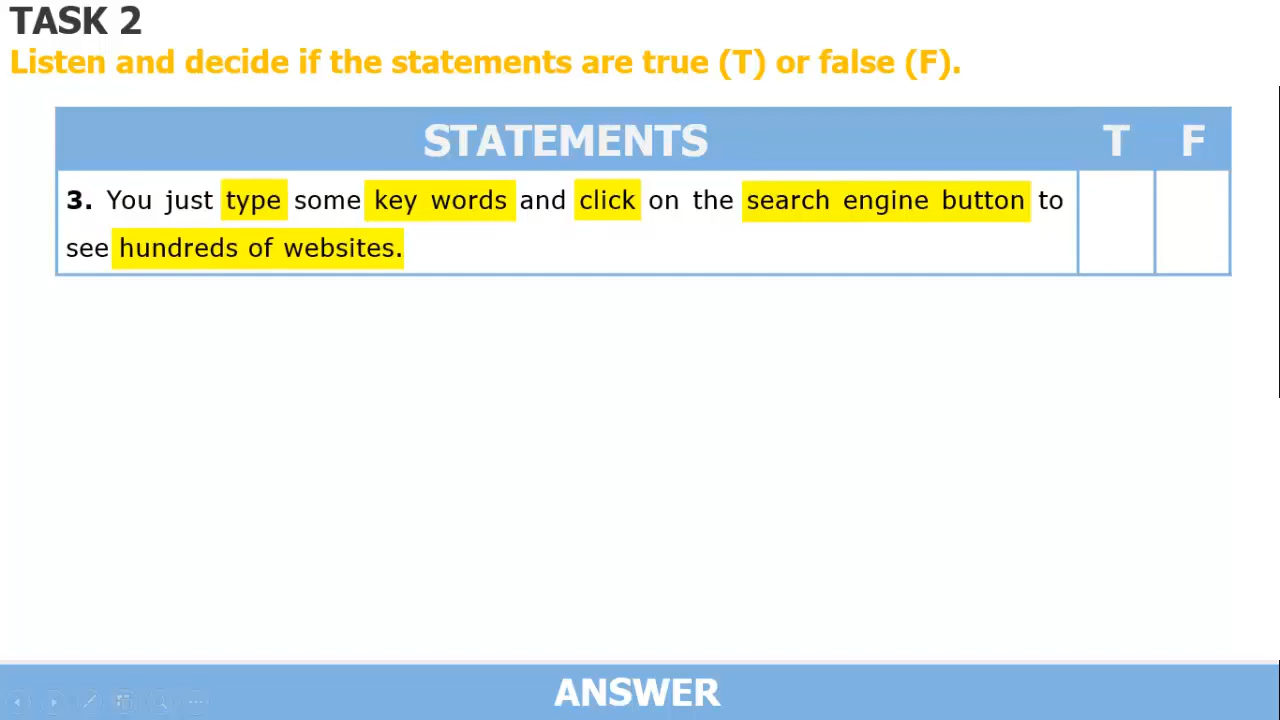 TASK 2
Listen and decide if the statements are true (T) or false (F).
STATEMENTS T F
3. You just type some key words and click on the search engine button to
see hundreds of websites.
ANSWER